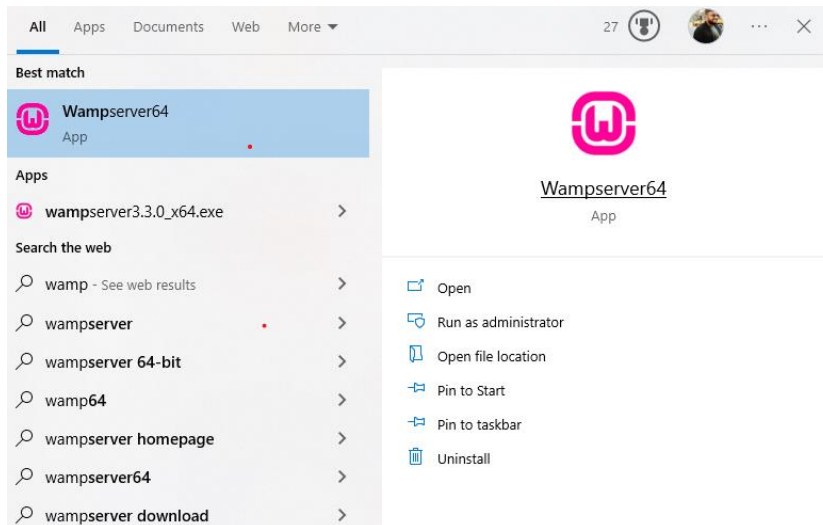 All Apps Documents Web More 27 ...
Best match
Wampserver64
App
Apps
wampserver3.3.0_x64.exe
Search the web
wamp - See web results
wampserver
wampserver 64-bit
wamp64
wampserver homepage
wampserver64
wampserver download
Wampserver64
App
Open
Run as administrator
Open file location
Pin to Start
Pin to taskbar
Uninstall